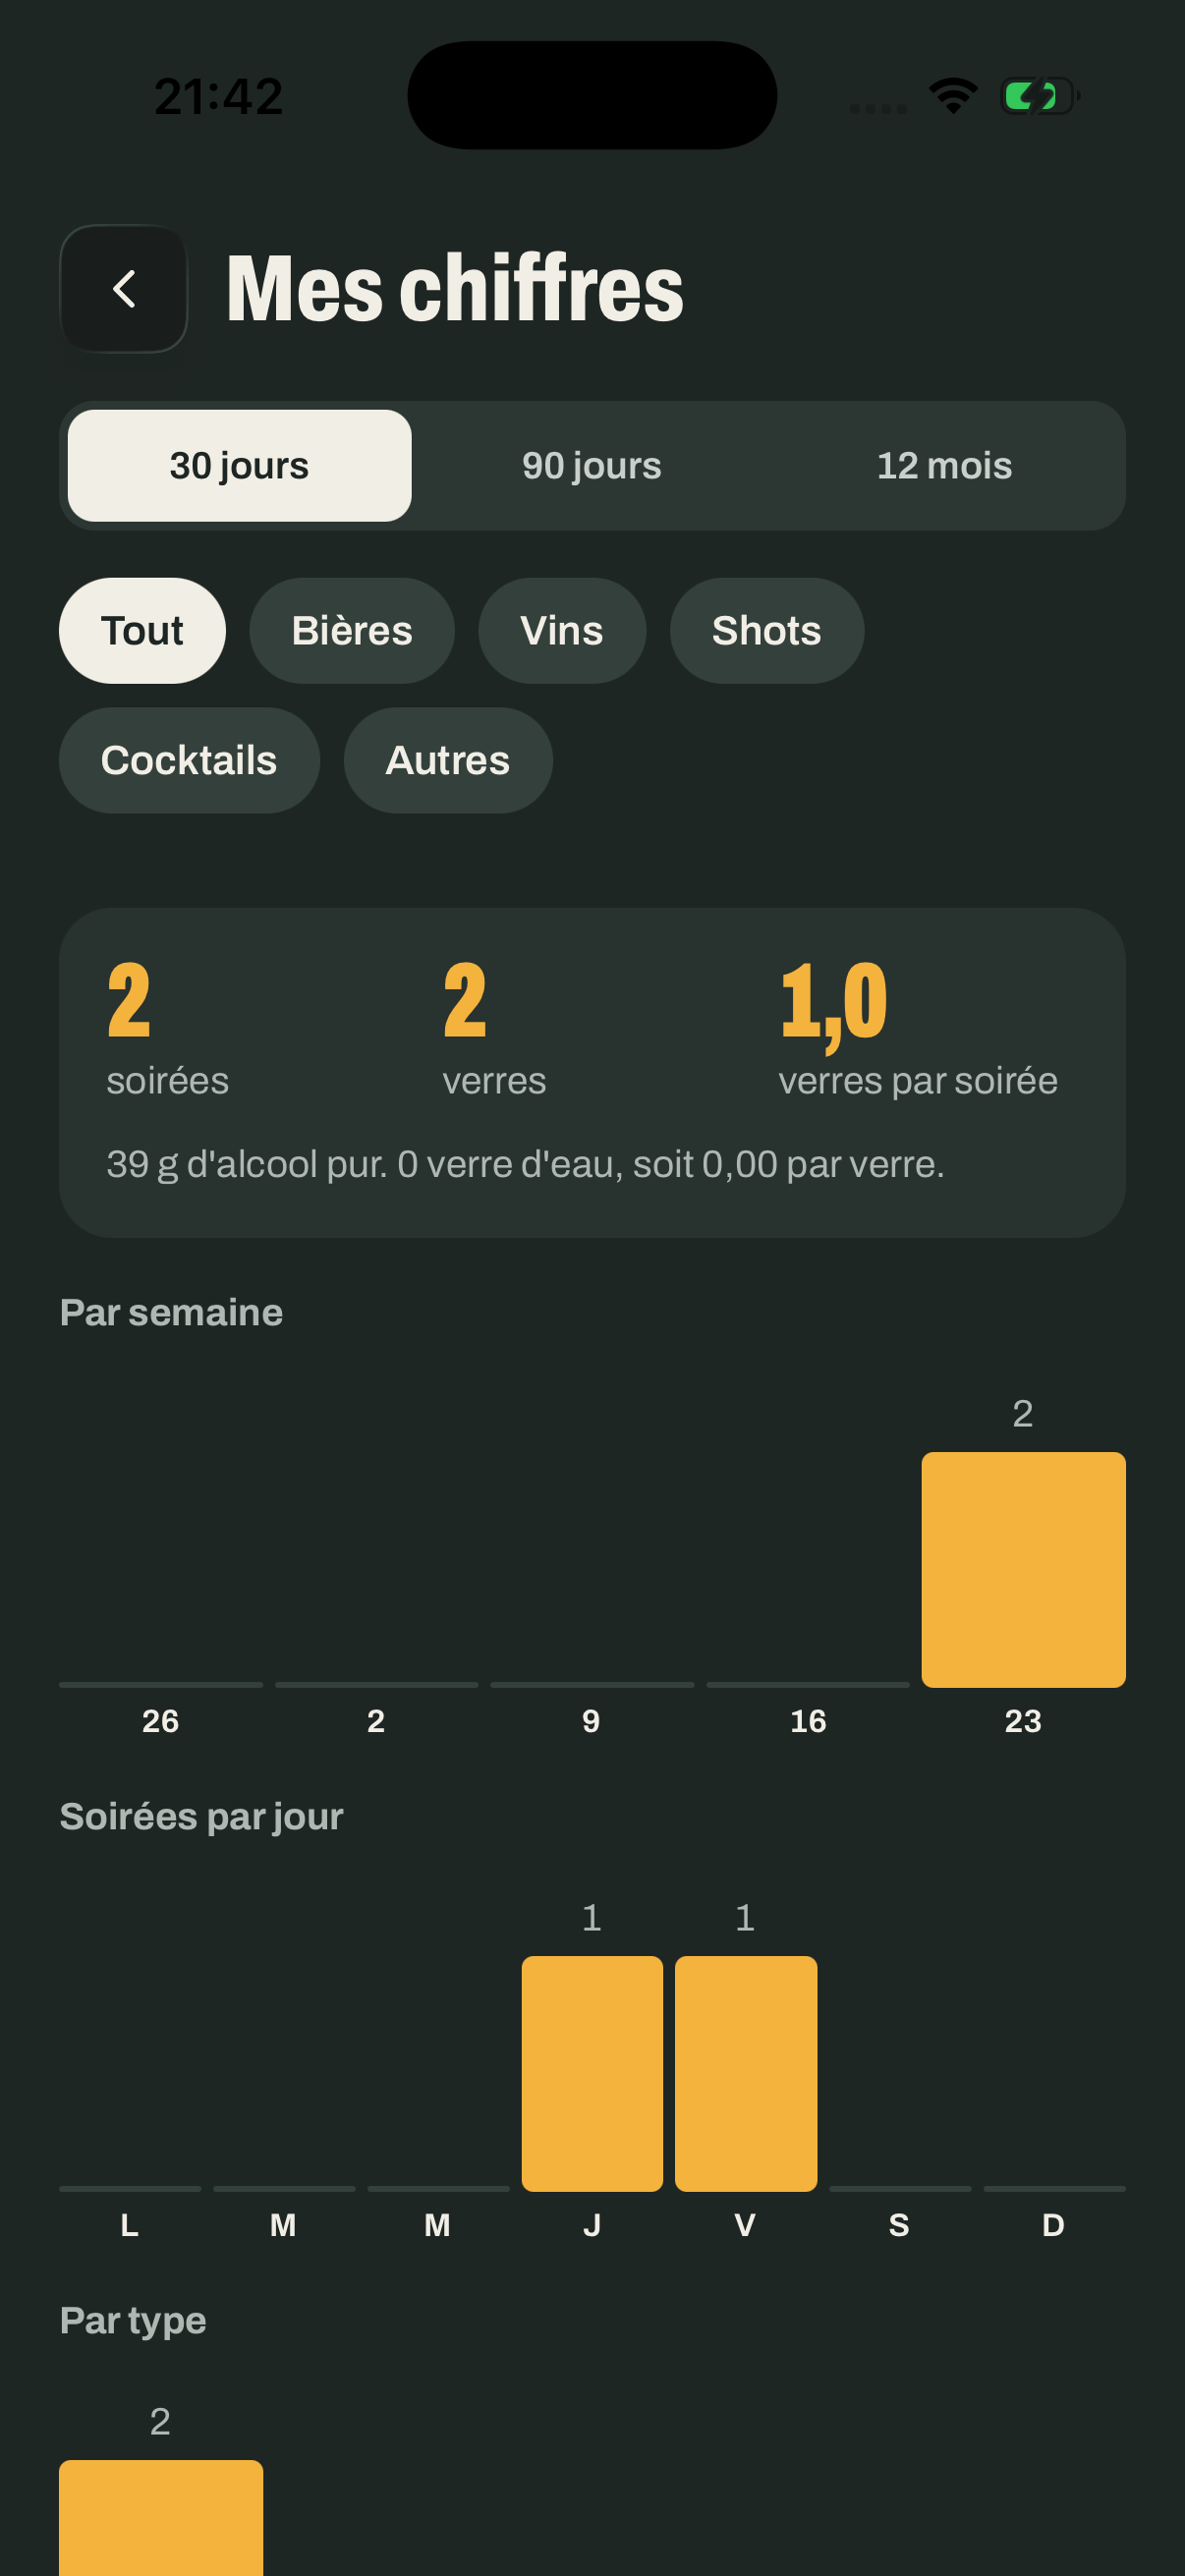 21:42
Mes chiffres
30 jours 90 jours 12 mois
Tout Bières Vins Shots
Cocktails Autres
2 2 1,0
soirées verres verres par soirée
39 g d'alcool pur. 0 verre d'eau, soit 0,00 par verre.
Par semaine
2
26 2 9 16 23
Soirées par jour
1 1
L M M J V S D
Par type
2